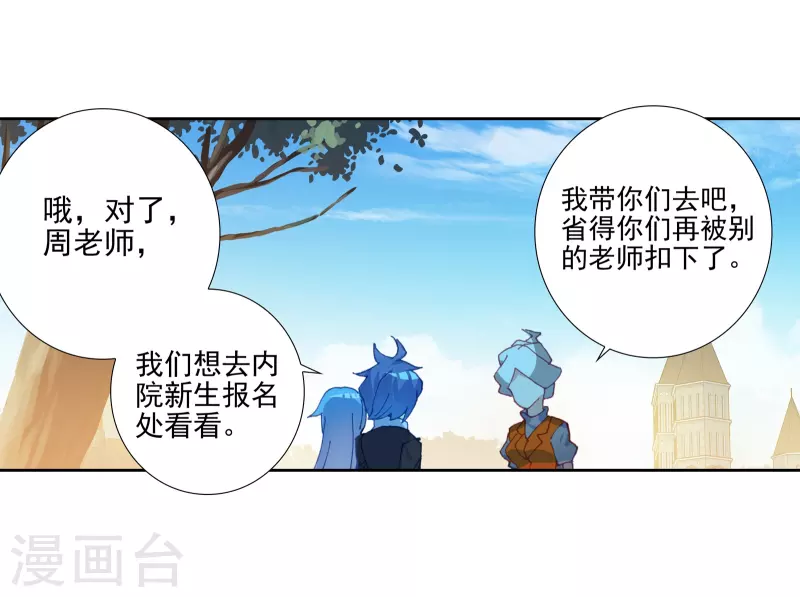 哦，对了，
周老师，
我们想去内
院新生报名
处看看。
我带你们去吧，
省得你们再被别
的老师扣下了。
漫画台